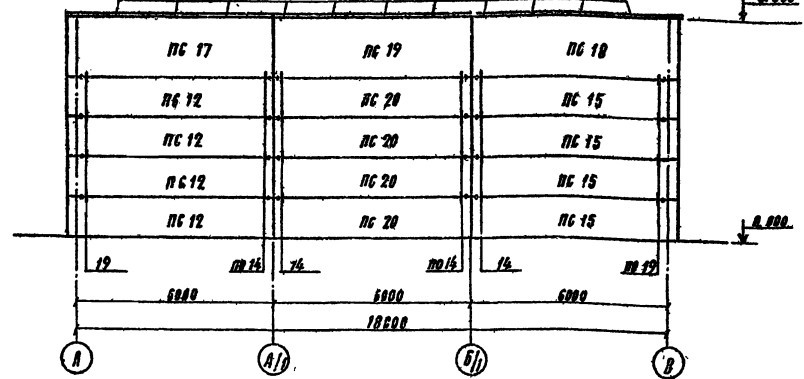 ПС 17 ПС 19 ПС 18
ПС 12 ПС 20 ПС 15
ПС 12 ПС 20 ПС 15
ПС 12 ПС 20 ПС 15
ПС 12 ПС 20 ПС 15
0.000
19 по 14 14 по 14 14 по 19
6000 6000 6000
18000
А А/1 Б/1 В